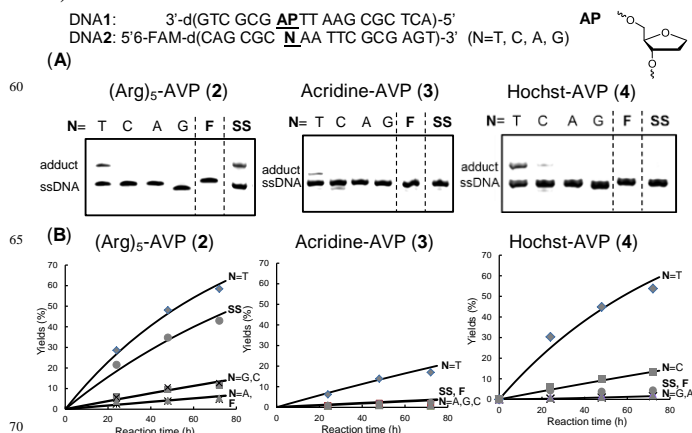 DNA1: 3'-d(GTC GCG APTT AAG CGC TCA)-5' AP
DNA2: 5'6-FAM-d(CAG CGC NAA TTC GCG AGT)-3' (N=T, C, A, G)
O
O
O
(A)
60
(Arg)5-AVP (2) Acridine-AVP (3) Hochst-AVP (4)
N= T C A G F SS N= T C A G F SS N= T C A G F SS
adduct adduct adduct
ssDNA ssDNA ssDNA
65
(B) (Arg)5-AVP (2) Acridine-AVP (3) Hochst-AVP (4)
Yields (%)
70
60
50
40
30
20
10
0
0 20 40 60 80
Reaction time (h)
N=T
SS
N=G,C
N=A,
F
Yields (%)
70
60
50
40
30
20
10
0
0 20 40 60 80
Reaction time (h)
N=T
SS, F
N=A,G,C
Yields (%)
70
60
50
40
30
20
10
0
0 20 40 60 80
Reaction time (h)
N=T
N=C
SS, F
N=G,A
70